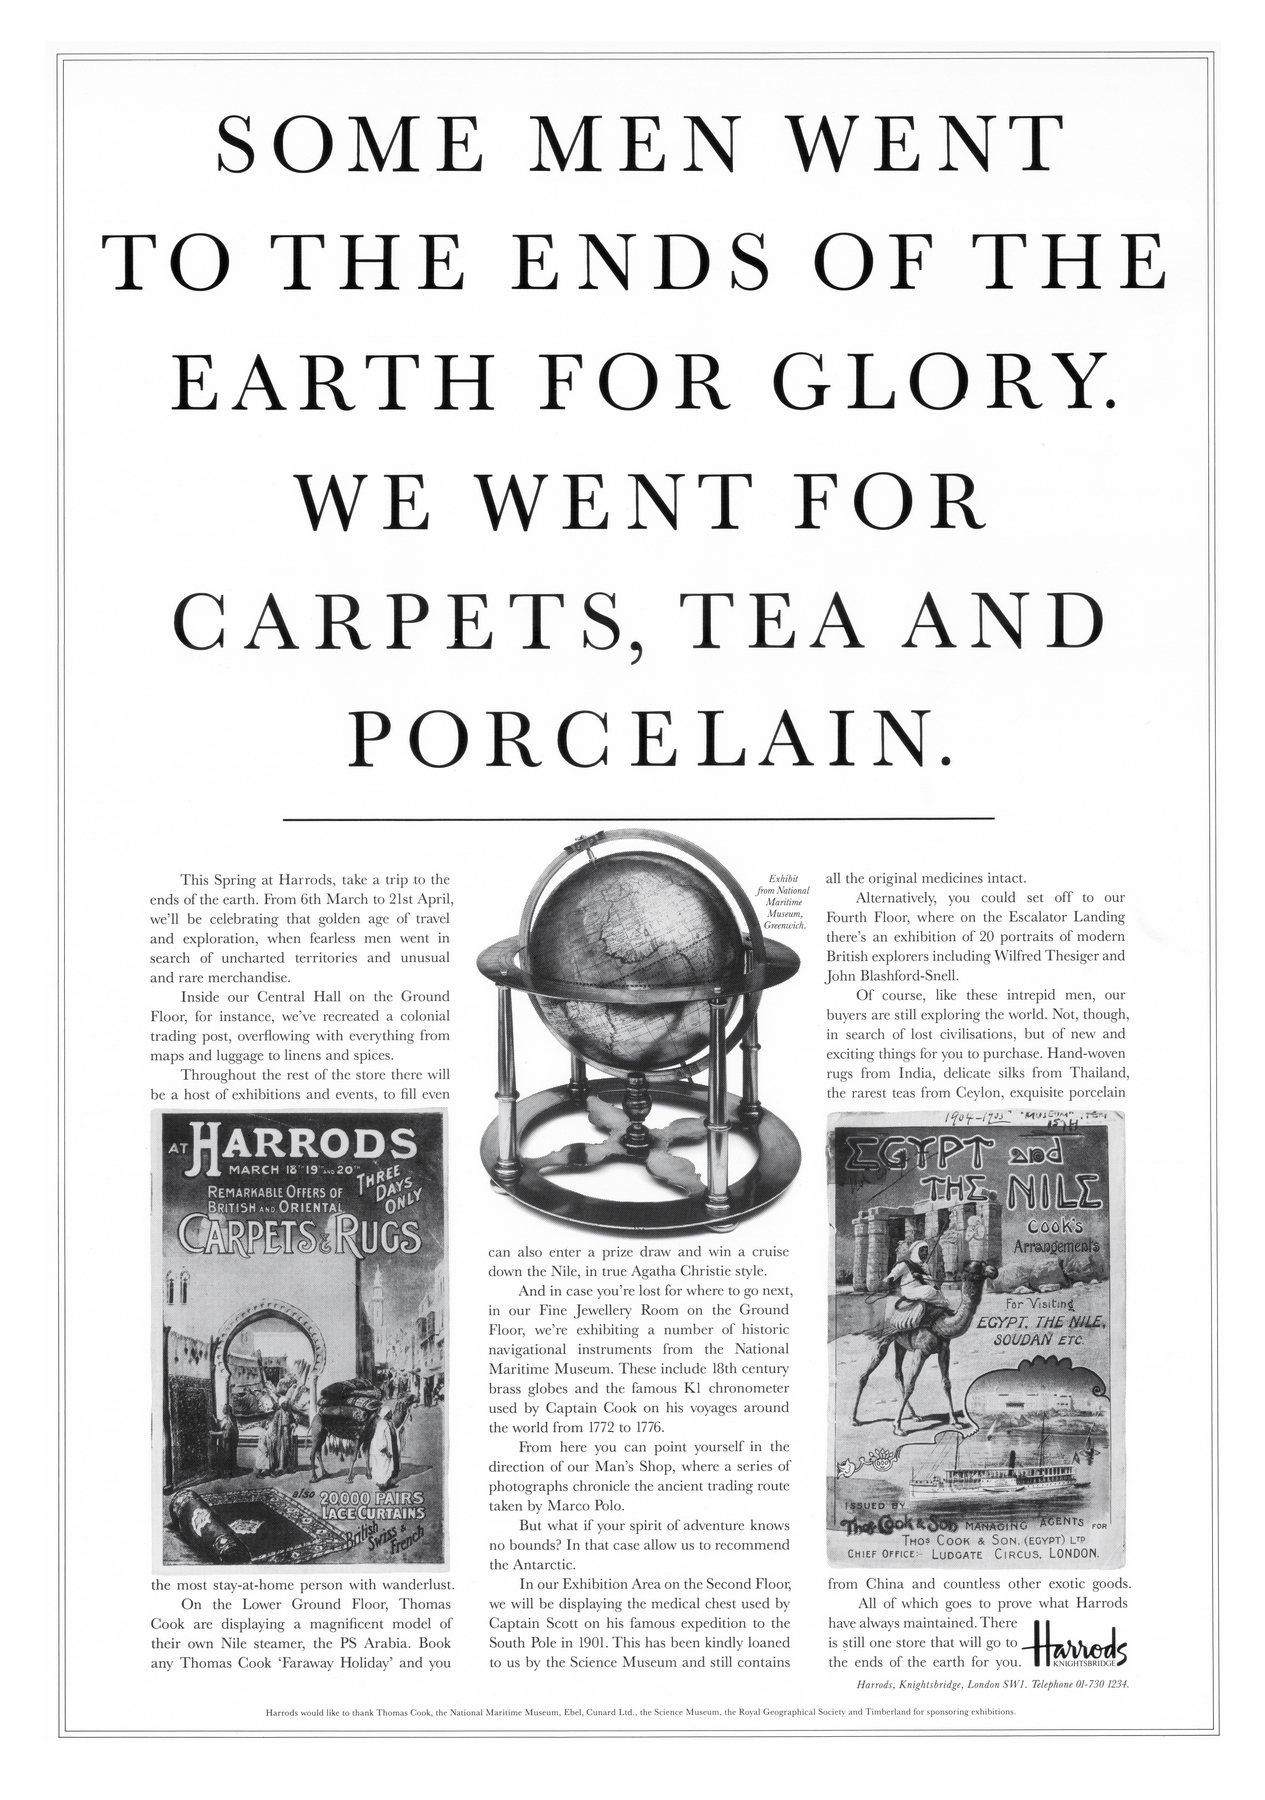 SOME MEN WENT
TO THE ENDS OF THE
EARTH FOR GLORY.
WE WENT FOR
CARPETS, TEA AND
PORCELAIN.
This Spring at Harrods, take a trip to the
ends of the earth. From 6th March to 21st April,
we'll be celebrating that golden age of travel
and exploration, when fearless men went in
search of uncharted territories and unusual
and rare merchandise.
Inside our Central Hall on the Ground
Floor, for instance, we've recreated a colonial
trading post, overflowing with everything from
maps and luggage to linens and spices.
Throughout the rest of the store there will
be a host of exhibitions and events, to fill even
AT HARRODS
MARCH 18TH 19TH AND 20TH
THREE
DAYS
ONLY
REMARKABLE OFFERS OF
BRITISH AND ORIENTAL
CARPETS & RUGS
also 20000 PAIRS
LACE CURTAINS
British
Swiss &
French
the most stay-at-home person with wanderlust.
On the Lower Ground Floor, Thomas
Cook are displaying a magnificent model of
their own Nile steamer, the PS Arabia. Book
any Thomas Cook 'Faraway Holiday' and you
Exhibit
from National
Maritime
Museum,
Greenwich.
can also enter a prize draw and win a cruise
down the Nile, in true Agatha Christie style.
And in case you're lost for where to go next,
in our Fine Jewellery Room on the Ground
Floor, we're exhibiting a number of historic
navigational instruments from the National
Maritime Museum. These include 18th century
brass globes and the famous K1 chronometer
used by Captain Cook on his voyages around
the world from 1772 to 1776.
From here you can point yourself in the
direction of our Man's Shop, where a series of
photographs chronicle the ancient trading route
taken by Marco Polo.
But what if your spirit of adventure knows
no bounds? In that case allow us to recommend
the Antarctic.
In our Exhibition Area on the Second Floor,
we will be displaying the medical chest used by
Captain Scott on his famous expedition to the
South Pole in 1901. This has been kindly loaned
to us by the Science Museum and still contains
all the original medicines intact.
Alternatively, you could set off to our
Fourth Floor, where on the Escalator Landing
there's an exhibition of 20 portraits of modern
British explorers including Wilfred Thesiger and
John Blashford-Snell.
Of course, like these intrepid men, our
buyers are still exploring the world. Not, though,
in search of lost civilisations, but of new and
exciting things for you to purchase. Hand-woven
rugs from India, delicate silks from Thailand,
the rarest teas from Ceylon, exquisite porcelain
1904-1905 "MUSEUM"
EGYPT and
THE NILE
COOK'S
Arrangements
For Visiting
EGYPT, THE NILE,
SOUDAN ETC.
ISSUED BY
Thos Cook & Son MANAGING AGENTS FOR
THOS COOK & SON. (EGYPT) LTD
CHIEF OFFICE:- LUDGATE CIRCUS, LONDON.
from China and countless other exotic goods.
All of which goes to prove what Harrods
have always maintained. There
is still one store that will go to
the ends of the earth for you.
Harrods
KNIGHTSBRIDGE
Harrods, Knightsbridge, London SW1. Telephone 01-730 1234.
Harrods would like to thank Thomas Cook, the National Maritime Museum, Ebel, Cunard Ltd., the Science Museum, the Royal Geographical Society and Timberland for sponsoring exhibitions.